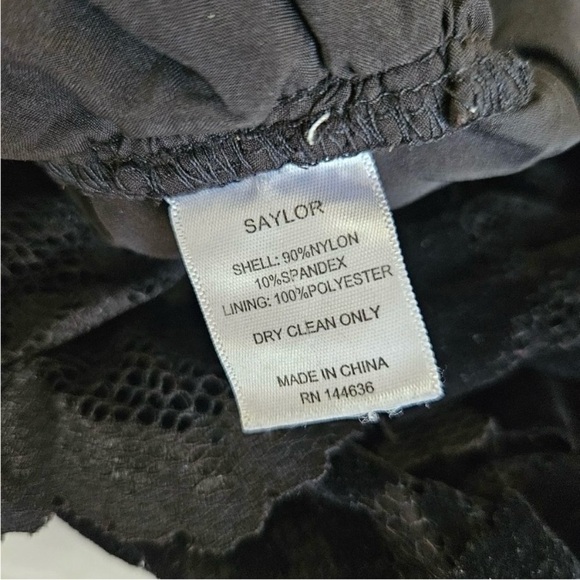 SAYLOR
SHELL: 90%NYLON
10%SPANDEX
LINING: 100%POLYESTER
DRY CLEAN ONLY
MADE IN CHINA
RN 144636